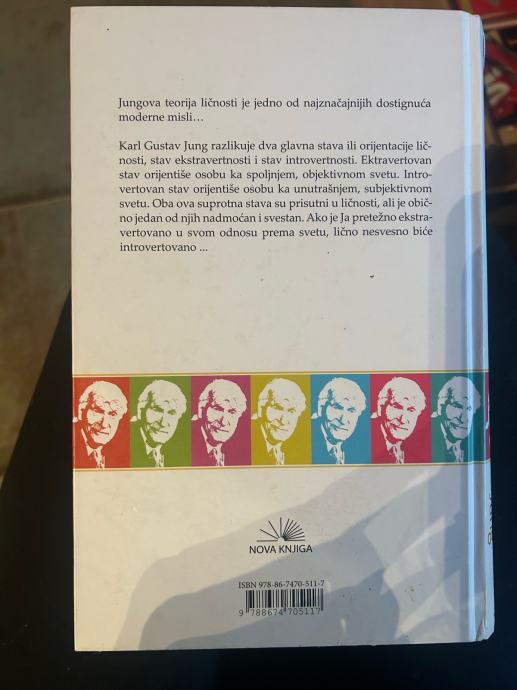 Jungova teorija ličnosti je jedno od najznačajnijih dostignuća
moderne misli...
Karl Gustav Jung razlikuje dva glavna stava ili orijentacije lič-
nosti, stav ekstravertnosti i stav introvertnosti. Ektravertovan
stav orijentiše osobu ka spoljnjem, objektivnom svetu. Intro-
vertovan stav orijentiše osobu ka unutrašnjem, subjektivnom
svetu. Oba ova suprotna stava su prisutni u ličnosti, ali je obič-
no jedan od njih nadmoćan i svestan. Ako je Ja pretežno ekstra-
vertovano u svom odnosu prema svetu, lično nesvesno biće
introvertovano ...
NOVA KNJIGA
ISBN 978-86-7470-511-7
9 788674 705117